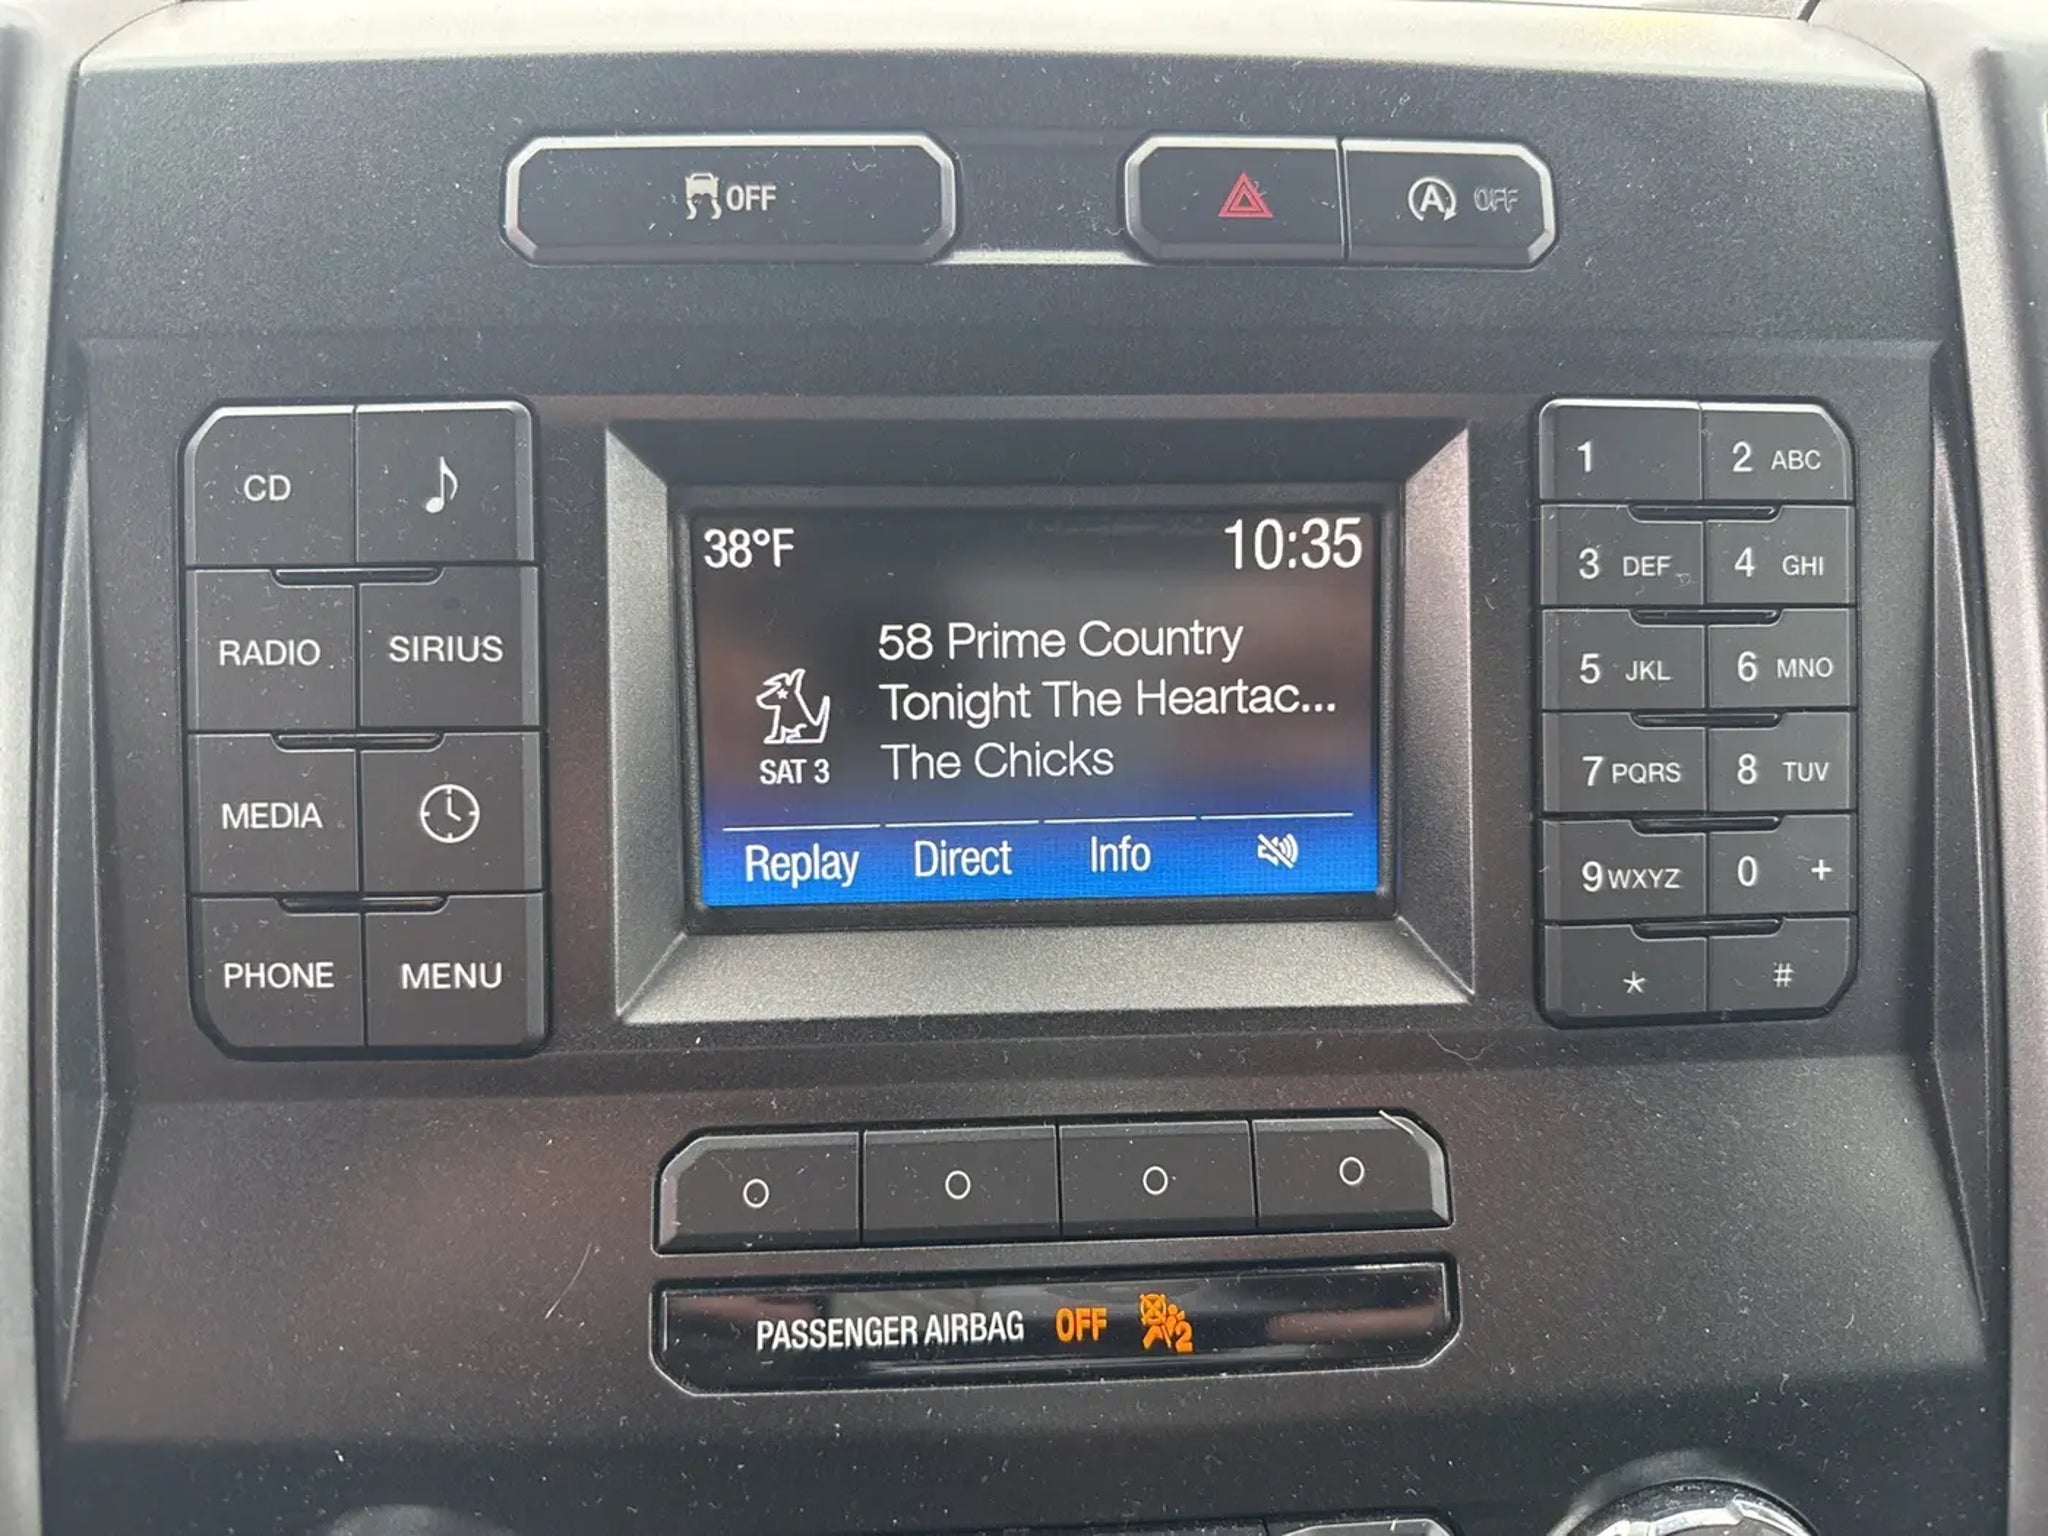 OFF
A OFF
CD
RADIO SIRIUS
MEDIA
PHONE MENU
38°F 10:35
58 Prime Country
Tonight The Heartac...
The Chicks
SAT 3
Replay Direct Info
1 2 ABC
3 DEF 4 GHI
5 JKL 6 MNO
7 PQRS 8 TUV
9 WXYZ 0 +
* #
PASSENGER AIRBAG OFF 2